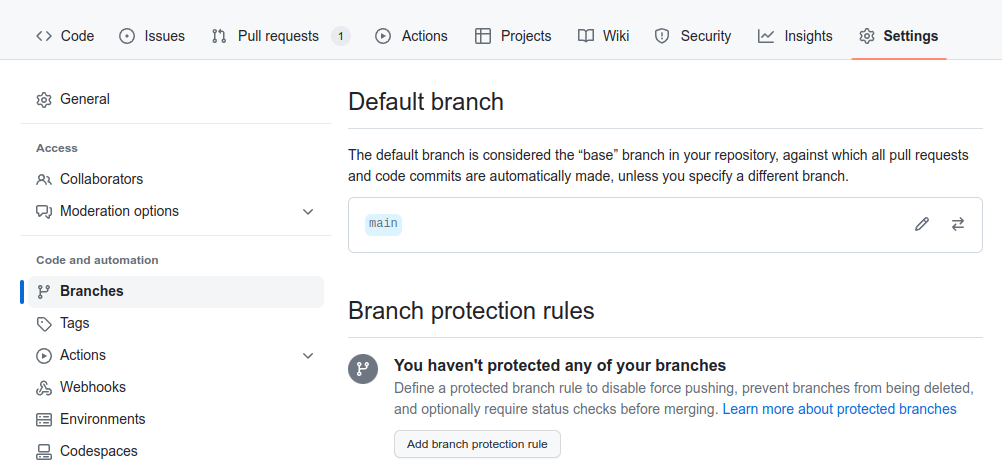 Code Issues Pull requests 1 Actions Projects Wiki Security Insights Settings
General
Access
Collaborators
Moderation options
Code and automation
Branches
Tags
Actions
Webhooks
Environments
Codespaces
Default branch
The default branch is considered the “base” branch in your repository, against which all pull requests
and code commits are automatically made, unless you specify a different branch.
main
Branch protection rules
You haven't protected any of your branches
Define a protected branch rule to disable force pushing, prevent branches from being deleted,
and optionally require status checks before merging. Learn more about protected branches
Add branch protection rule